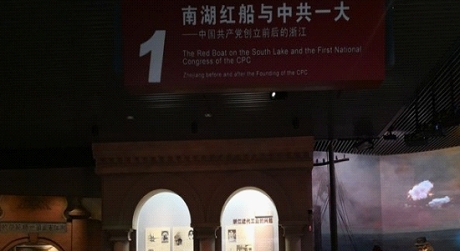 1
南湖红船与中共一大
——中国共产党创立前后的浙江
The Red Boat on the South Lake and the First National
Congress of the CPC
Zhejiang before and after the Founding of the CPC